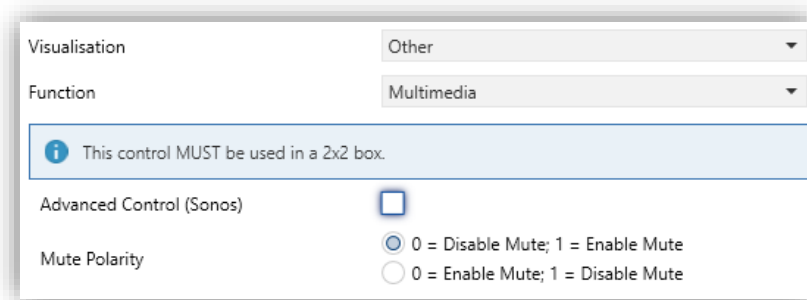 Visualisation Other
Function Multimedia
This control MUST be used in a 2x2 box.
Advanced Control (Sonos)
Mute Polarity
0 = Disable Mute; 1 = Enable Mute
0 = Enable Mute; 1 = Disable Mute